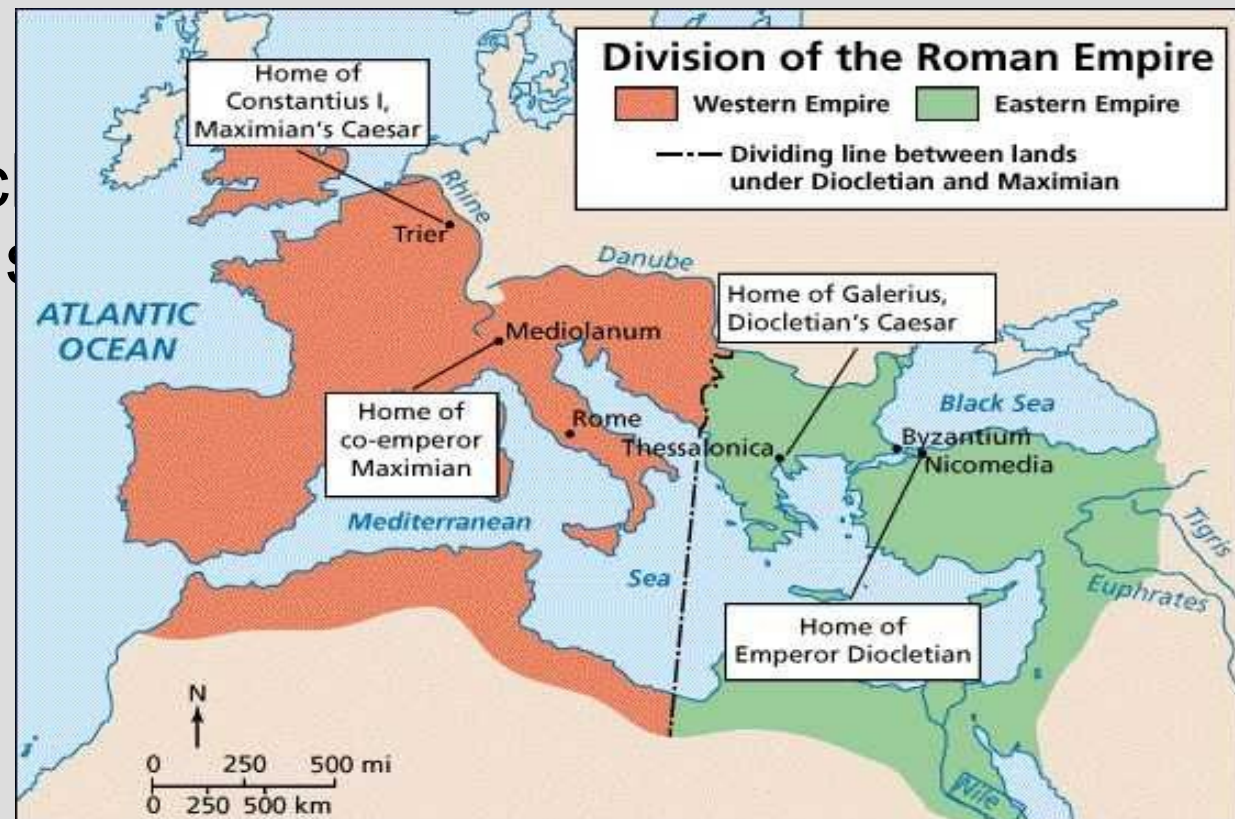 Division of the Roman Empire
Western Empire
Eastern Empire
Dividing line between lands
under Diocletian and Maximian
Home of
Constantius I,
Maximian's Caesar
Rhine
Trier
Danube
Home of Galerius,
Diocletian's Caesar
ATLANTIC
OCEAN
Mediolanum
Home of
co-emperor
Maximian
Rome
Black Sea
Thessalonica
Byzantium
Nicomedia
Mediterranean
Sea
Tigris
Euphrates
Home of
Emperor Diocletian
N
0 250 500 mi
0 250 500 km
Nile